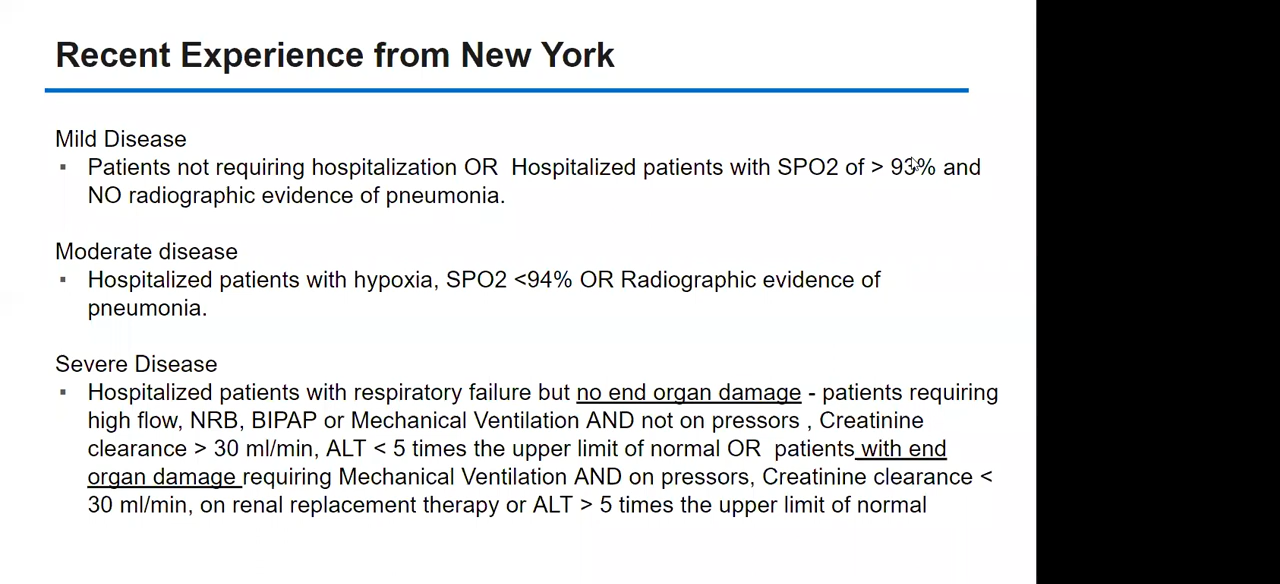 Recent Experience from New York
Mild Disease
▪ Patients not requiring hospitalization OR  Hospitalized patients with SPO2 of > 93% and
NO radiographic evidence of pneumonia.
Moderate disease
▪ Hospitalized patients with hypoxia, SPO2 <94% OR Radiographic evidence of
pneumonia.
Severe Disease
▪ Hospitalized patients with respiratory failure but no end organ damage - patients requiring
high flow, NRB, BIPAP or Mechanical Ventilation AND not on pressors , Creatinine
clearance > 30 ml/min, ALT < 5 times the upper limit of normal OR  patients with end
organ damage requiring Mechanical Ventilation AND on pressors, Creatinine clearance <
30 ml/min, on renal replacement therapy or ALT > 5 times the upper limit of normal